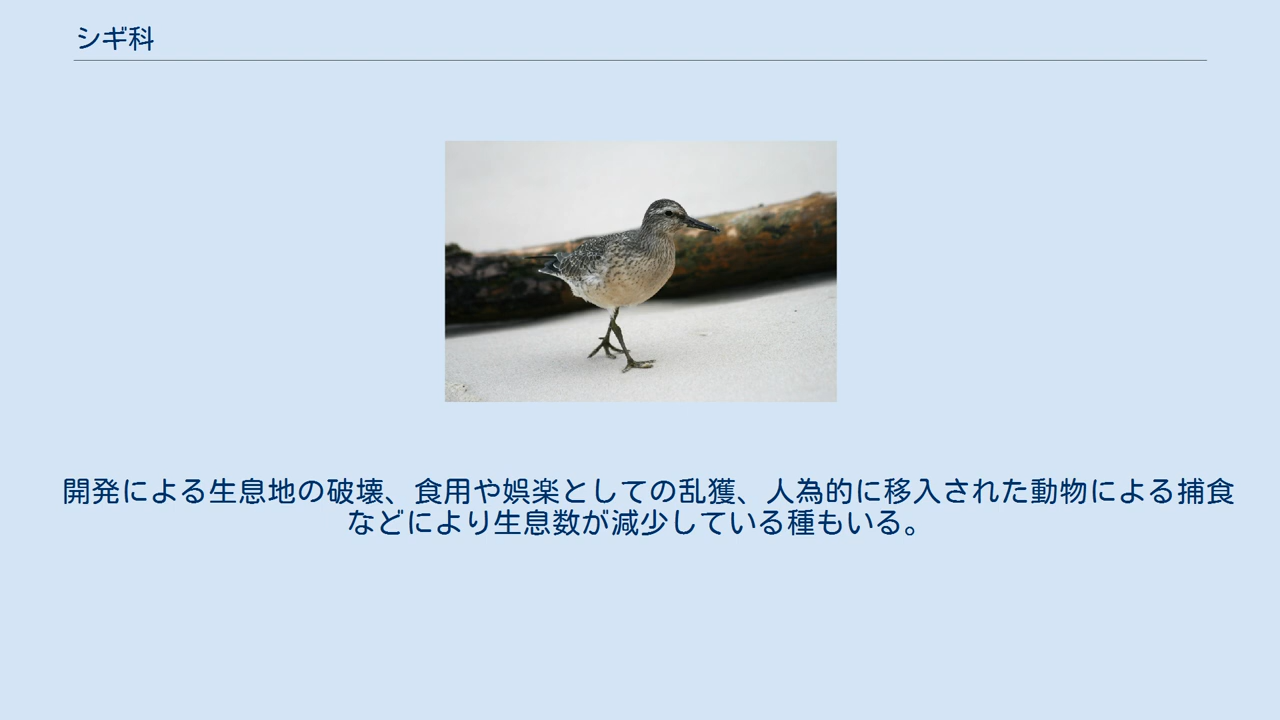 シギ科
開発による生息地の破壊、食用や娯楽としての乱獲、人為的に移入された動物による捕食
などにより生息数が減少している種もいる。